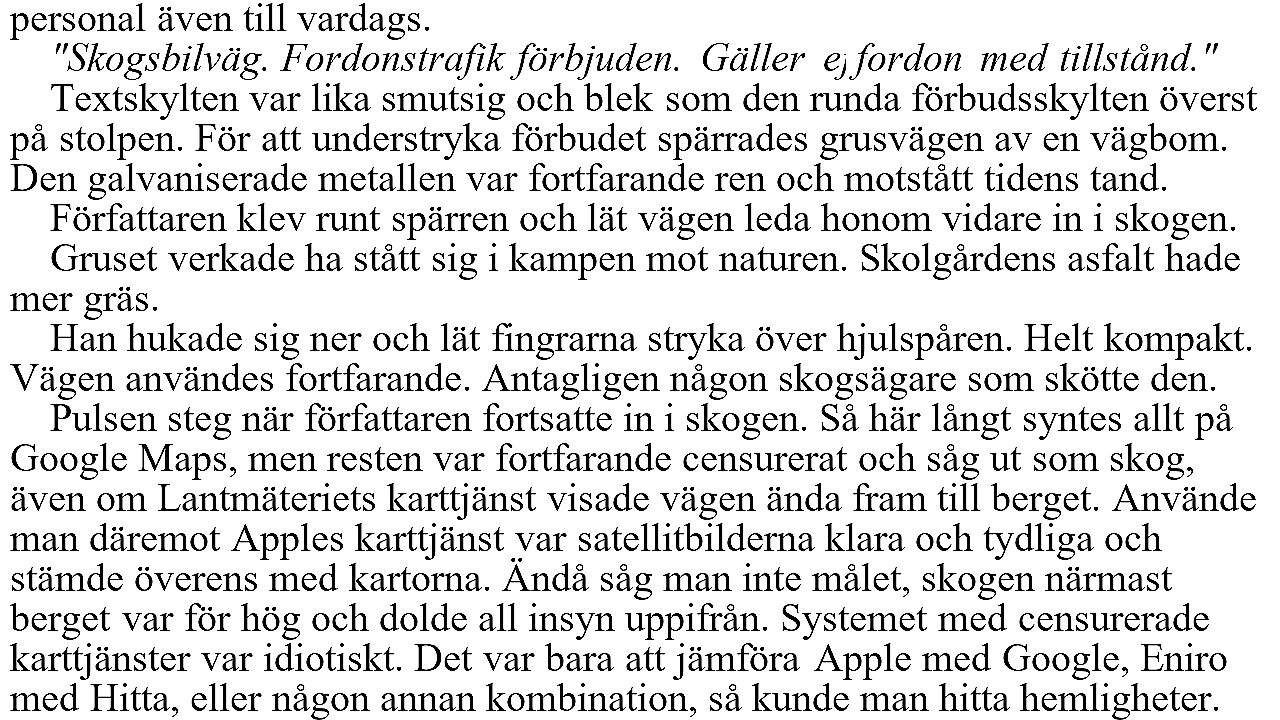 personal även till vardags.
"Skogsbilväg. Fordonstrafik förbjuden. Gäller ej fordon med tillstånd."
Textskylten var lika smutsig och blek som den runda förbudsskylten överst
på stolpen. För att understryka förbudet spärrades grusvägen av en vägbom.
Den galvaniserade metallen var fortfarande ren och motstått tidens tand.
Författaren klev runt spärren och lät vägen leda honom vidare in i skogen.
Gruset verkade ha stått sig i kampen mot naturen. Skolgårdens asfalt hade
mer gräs.
Han hukade sig ner och lät fingrarna stryka över hjulspåren. Helt kompakt.
Vägen användes fortfarande. Antagligen någon skogsägare som skötte den.
Pulsen steg när författaren fortsatte in i skogen. Så här långt syntes allt på
Google Maps, men resten var fortfarande censurerat och såg ut som skog,
även om Lantmäteriets karttjänst visade vägen ända fram till berget. Använde
man däremot Apples karttjänst var satellitbilderna klara och tydliga och
stämde överens med kartorna. Ändå såg man inte målet, skogen närmast
berget var för hög och dolde all insyn uppifrån. Systemet med censurerade
karttjänster var idiotiskt. Det var bara att jämföra Apple med Google, Eniro
med Hitta, eller någon annan kombination, så kunde man hitta hemligheter.